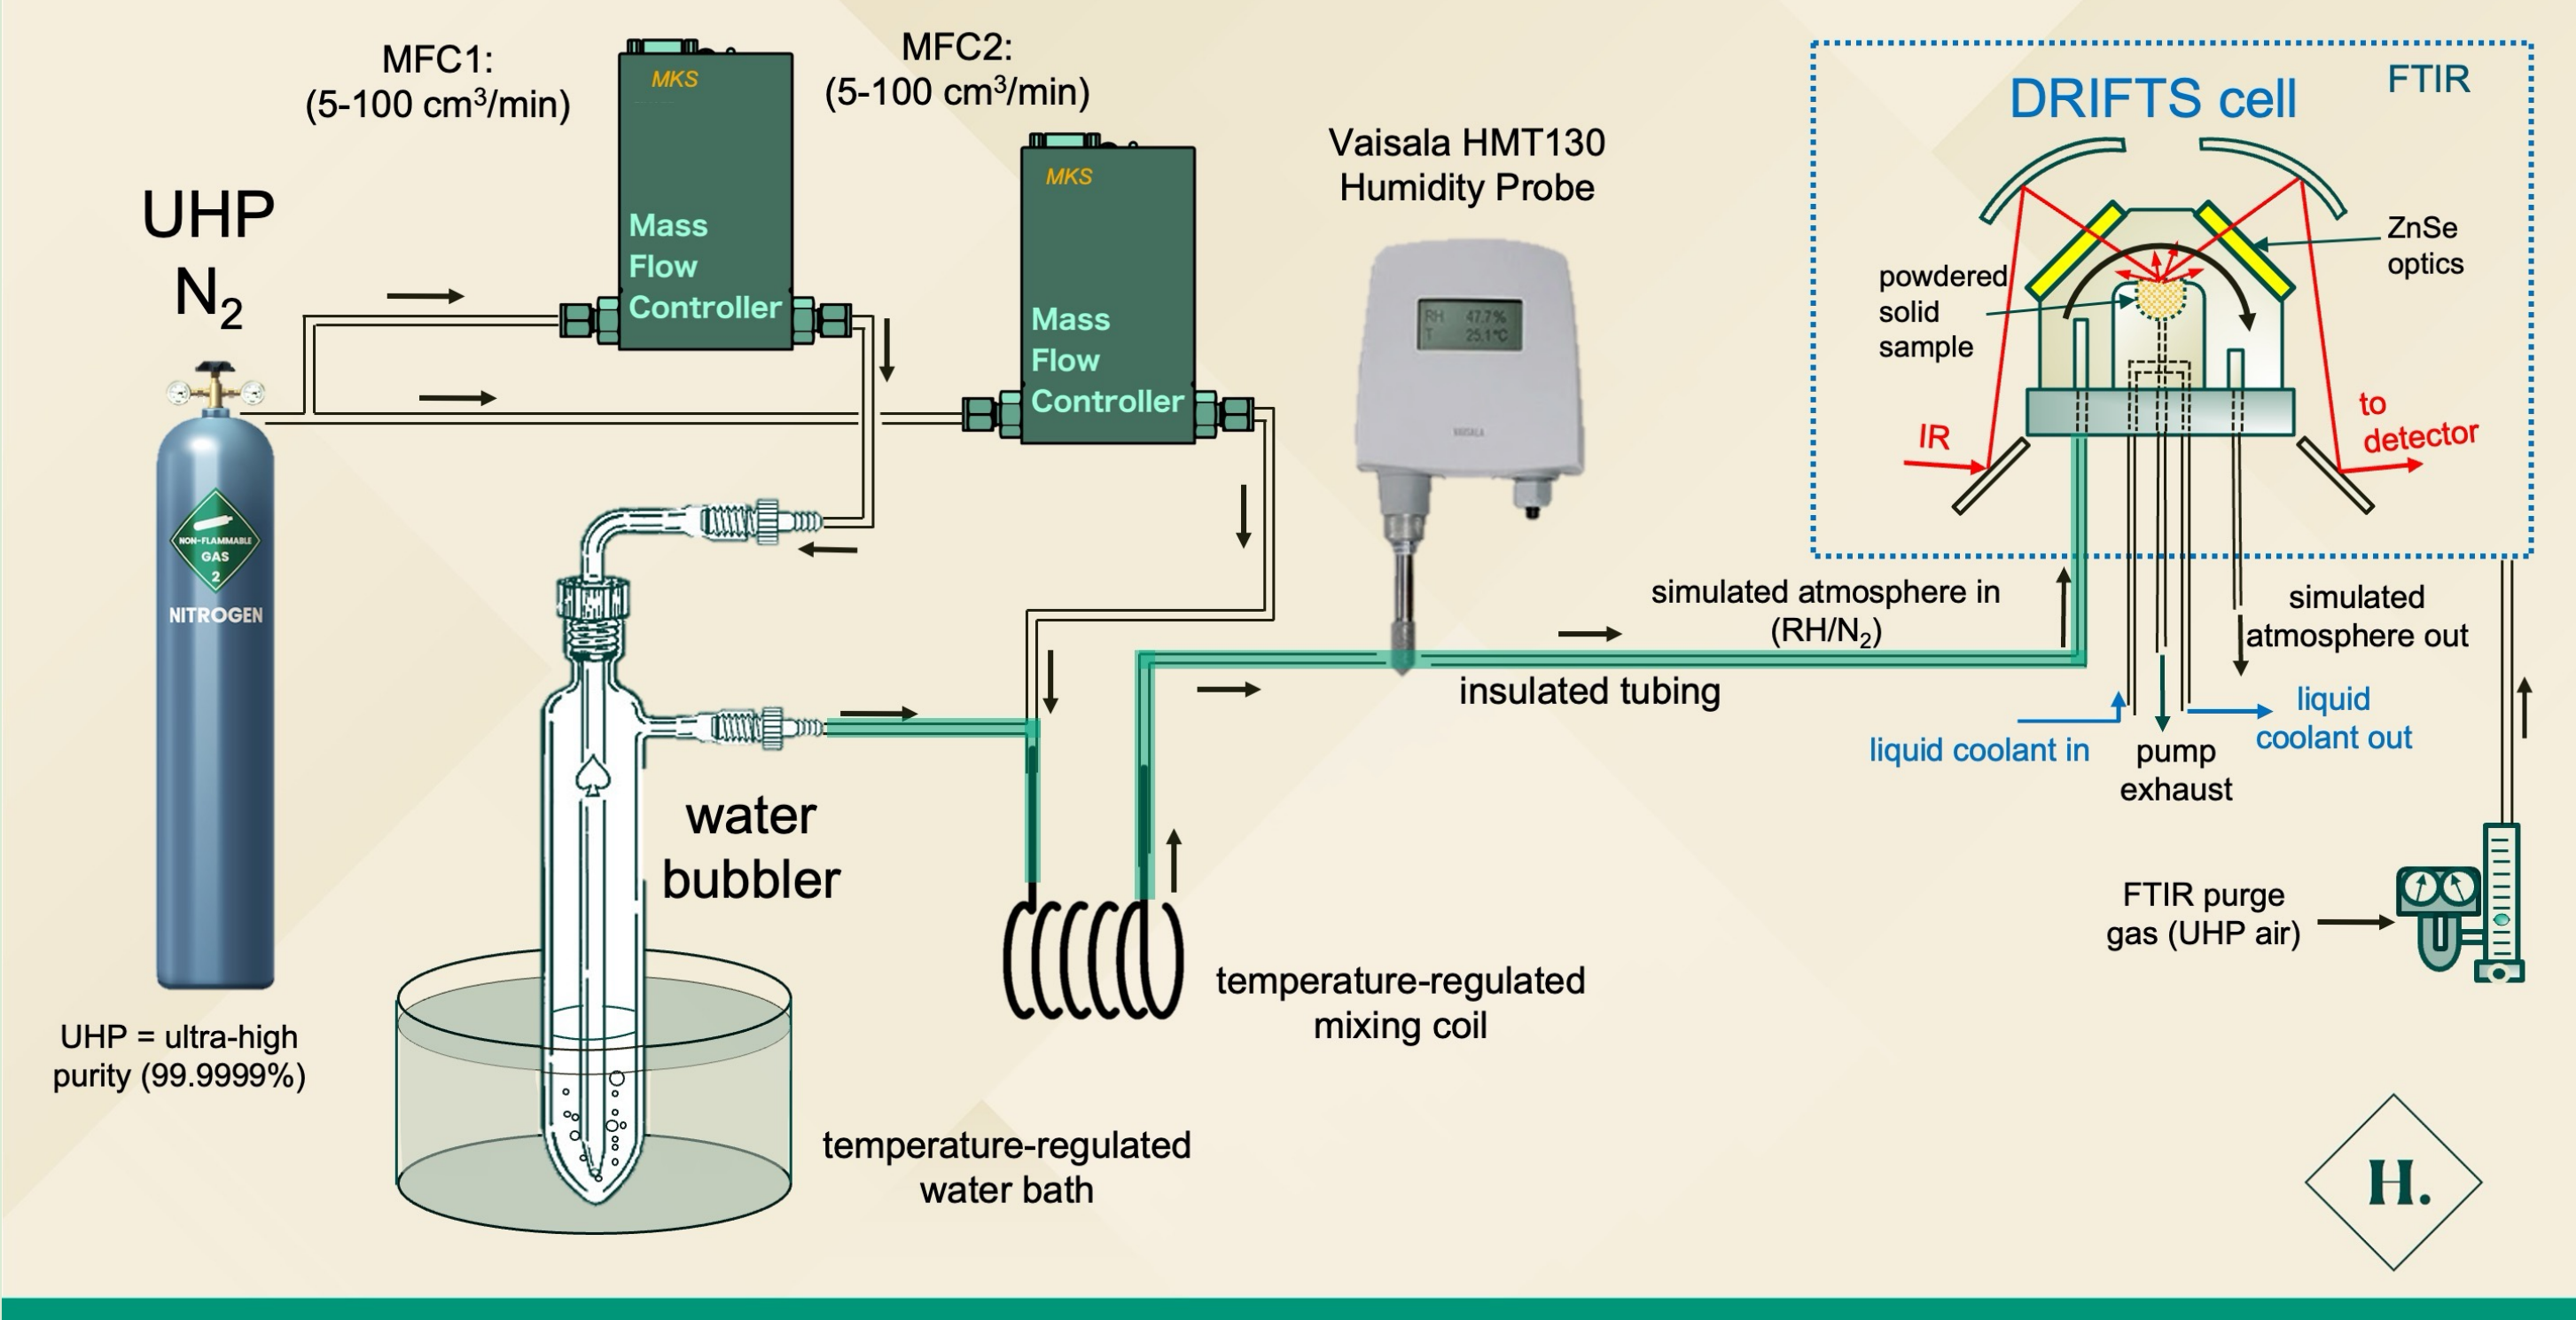 MFC1:
(5-100 cm³/min)
MKS
Mass
Flow
Controller
MFC2:
(5-100 cm³/min)
MKS
Mass
Flow
Controller
Vaisala HMT130
Humidity Probe
RH 47.7%
T 25.1°C
VAISALA
UHP
N₂
NON-FLAMMABLE
GAS
2
NITROGEN
UHP = ultra-high
purity (99.9999%)
water
bubbler
temperature-regulated
water bath
temperature-regulated
mixing coil
insulated tubing
simulated atmosphere in
(RH/N₂)
DRIFTS cell
FTIR
ZnSe
optics
powdered
solid
sample
IR
to
detector
simulated
atmosphere out
liquid coolant in
pump
exhaust
liquid
coolant out
FTIR purge
gas (UHP air)
H.